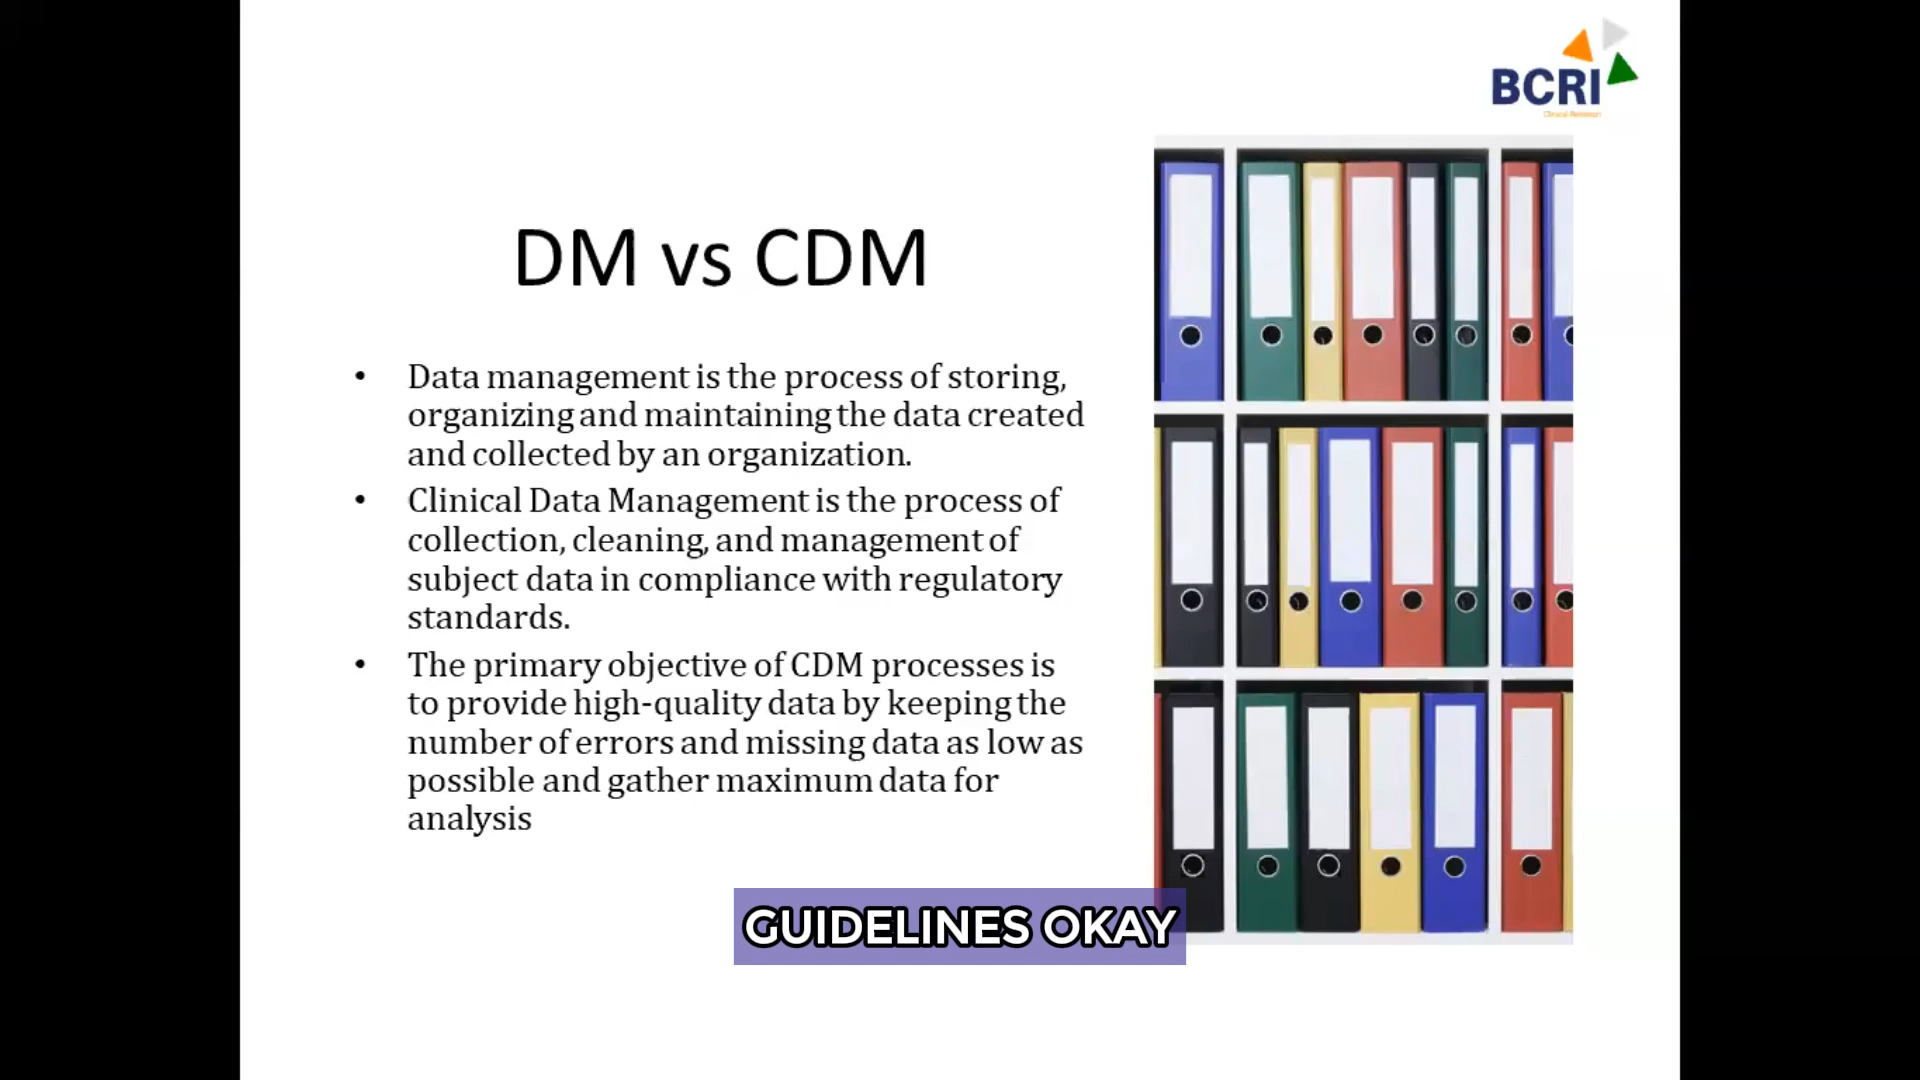 BCRI
Clinical Research
DM vs CDM
• Data management is the process of storing,
organizing and maintaining the data created
and collected by an organization.
• Clinical Data Management is the process of
collection, cleaning, and management of
subject data in compliance with regulatory
standards.
• The primary objective of CDM processes is
to provide high-quality data by keeping the
number of errors and missing data as low as
possible and gather maximum data for
analysis
GUIDELINES OKAY